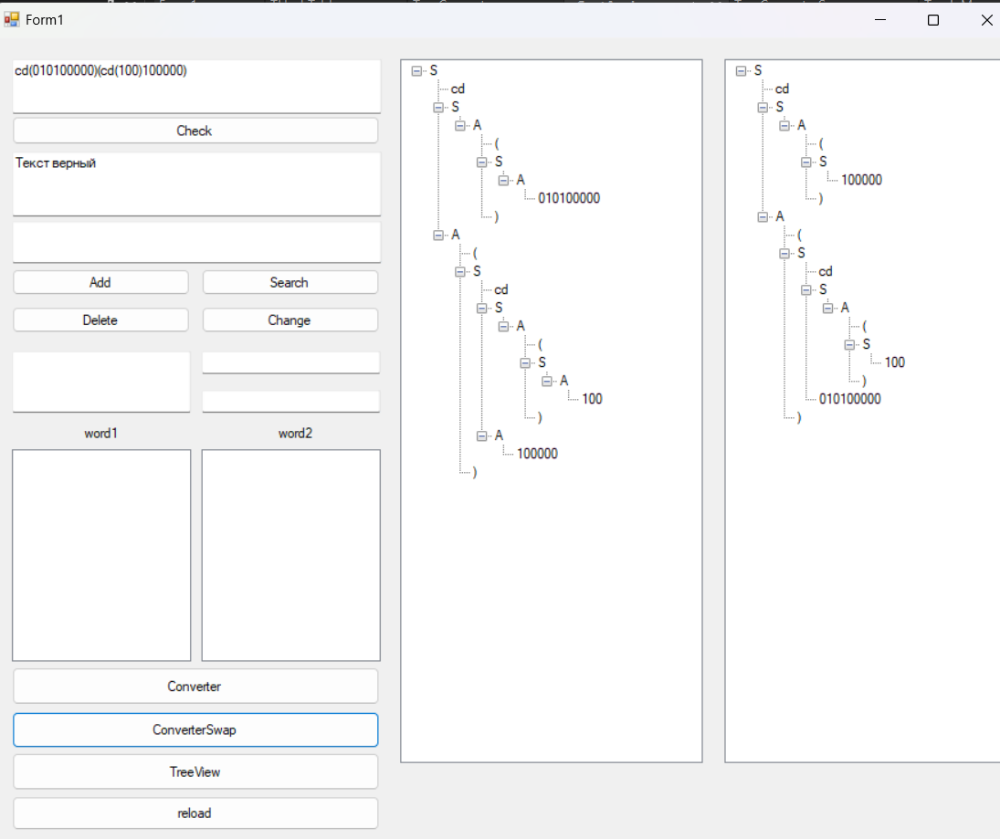 Form1
cd(010100000)(cd(100)100000)
Check
Текст верный
Add
Search
Delete
Change
word1
word2
Converter
ConverterSwap
TreeView
reload
S
cd
S
A
(
S
A
010100000
)
A
(
S
cd
S
A
(
S
A
100
)
A
100000
)
S
cd
S
A
(
S
100000
)
A
(
S
cd
S
A
(
S
100
)
010100000
)